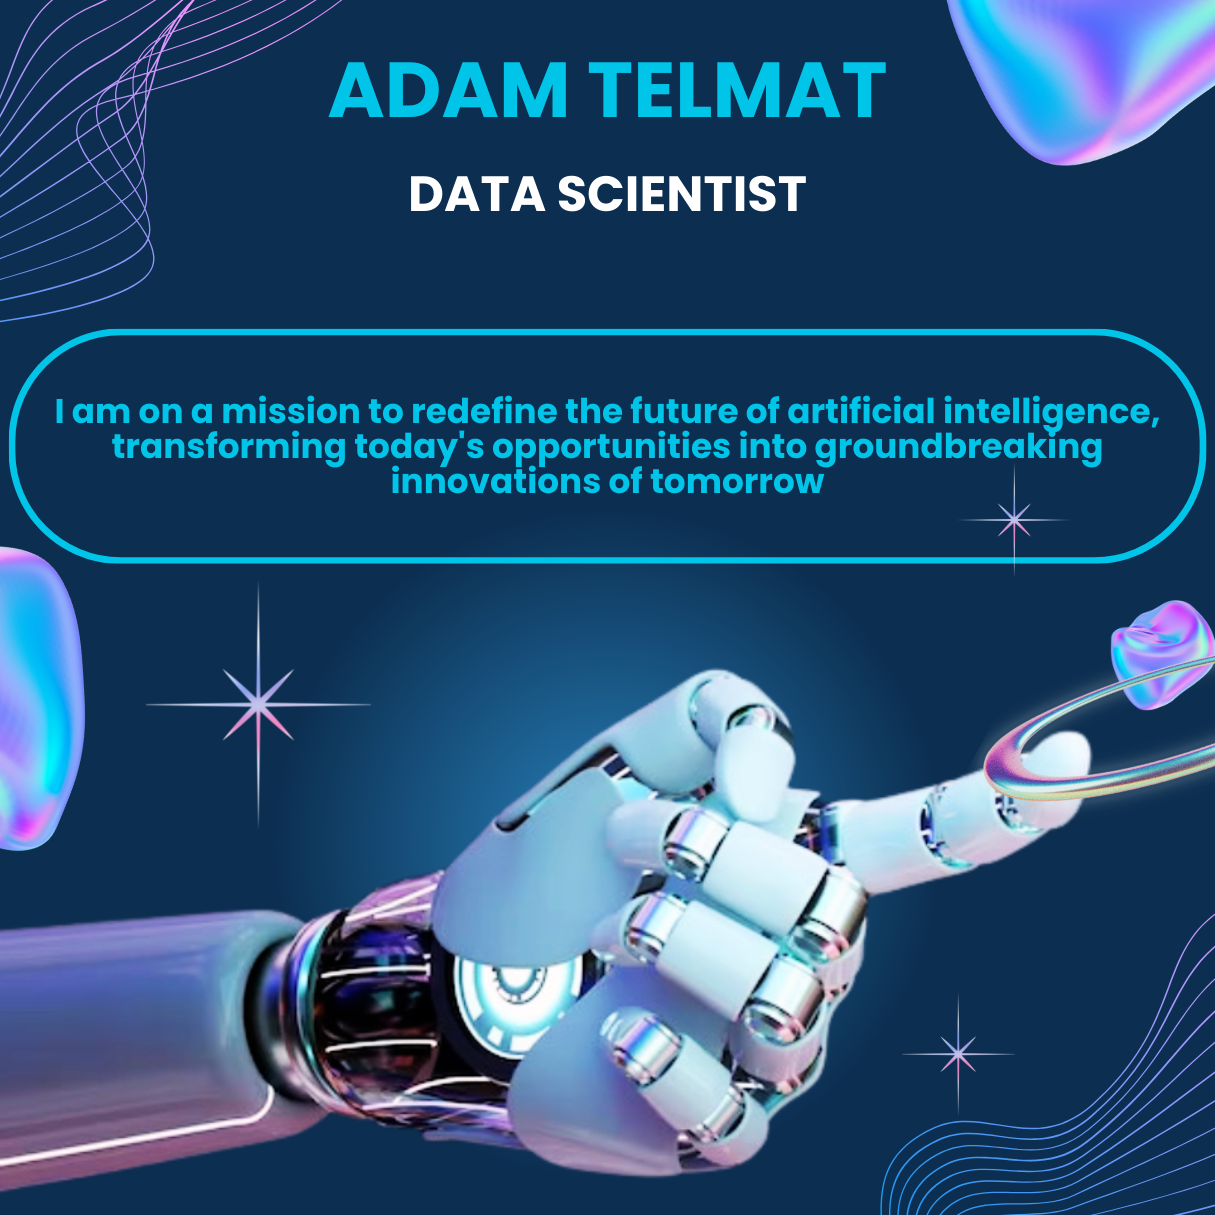 ADAM TELMAT
DATA SCIENTIST
I am on a mission to redefine the future of artificial intelligence,
transforming today's opportunities into groundbreaking
innovations of tomorrow